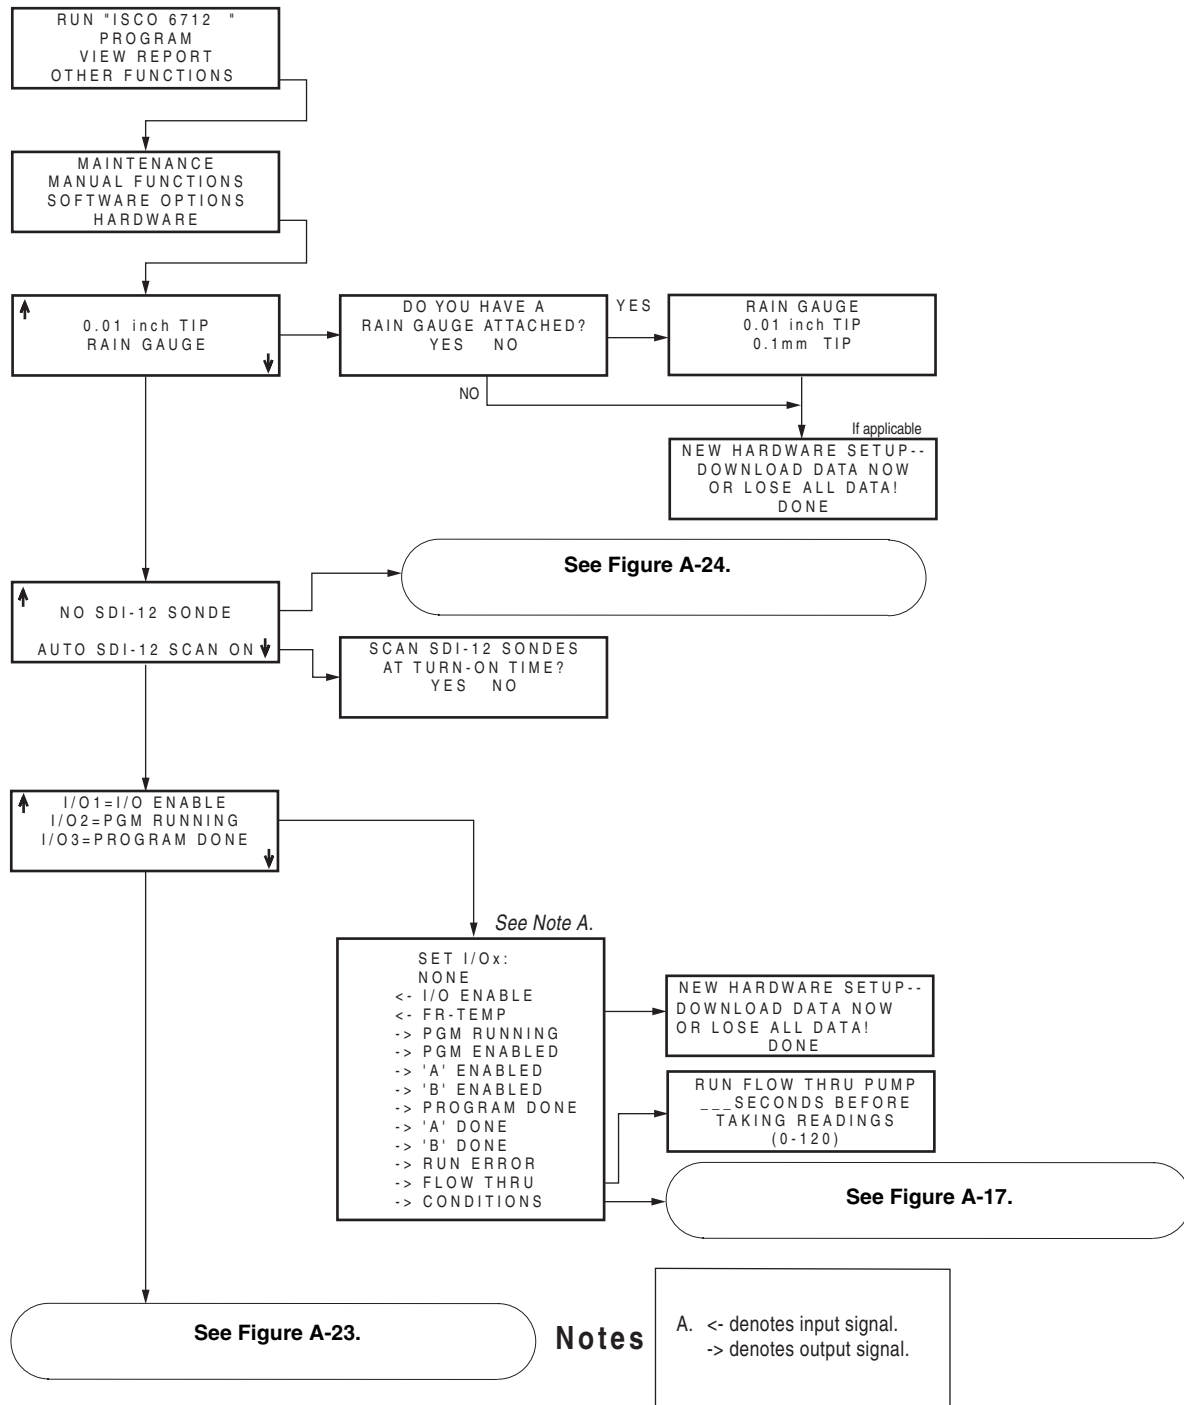 RUN "ISCO 6712 "
PROGRAM
VIEW REPORT
OTHER FUNCTIONS
MAINTENANCE
MANUAL FUNCTIONS
SOFTWARE OPTIONS
HARDWARE
0.01 inch TIP
RAIN GAUGE
DO YOU HAVE A
RAIN GAUGE ATTACHED?
YES NO
YES
NO
RAIN GAUGE
0.01 inch TIP
0.1mm TIP
If applicable
NEW HARDWARE SETUP--
DOWNLOAD DATA NOW
OR LOSE ALL DATA!
DONE
See Figure A-24.
NO SDI-12 SONDE
AUTO SDI-12 SCAN ON
SCAN SDI-12 SONDES
AT TURN-ON TIME?
YES NO
I/O1=I/O ENABLE
I/O2=PGM RUNNING
I/O3=PROGRAM DONE
See Note A.
SET I/Ox:
NONE
<- I/O ENABLE
<- FR-TEMP
-> PGM RUNNING
-> PGM ENABLED
-> 'A' ENABLED
-> 'B' ENABLED
-> PROGRAM DONE
-> 'A' DONE
-> 'B' DONE
-> RUN ERROR
-> FLOW THRU
-> CONDITIONS
NEW HARDWARE SETUP--
DOWNLOAD DATA NOW
OR LOSE ALL DATA!
DONE
RUN FLOW THRU PUMP
___SECONDS BEFORE
TAKING READINGS
(0-120)
See Figure A-17.
See Figure A-23.
Notes
A. <- denotes input signal.
-> denotes output signal.